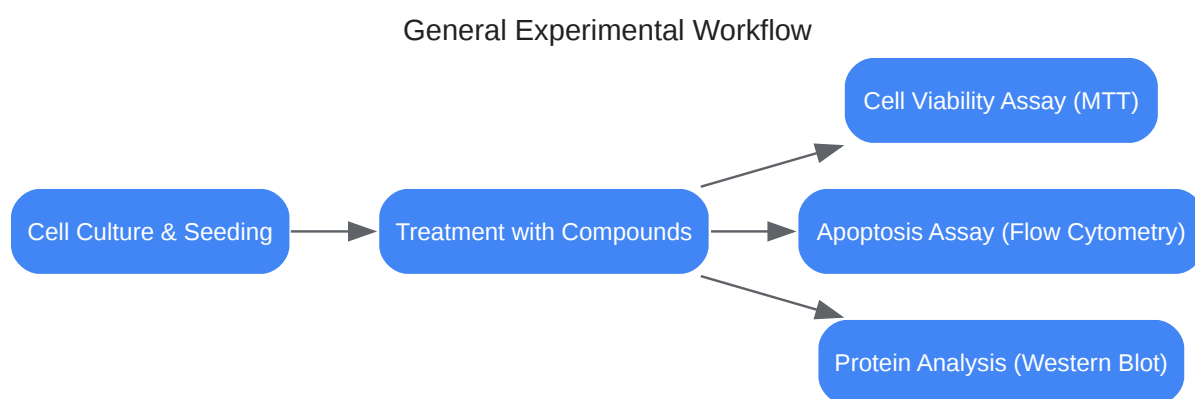 General Experimental Workflow
Cell Viability Assay (MTT)
Cell Culture & Seeding
Treatment with Compounds
Apoptosis Assay (Flow Cytometry)
Protein Analysis (Western Blot)